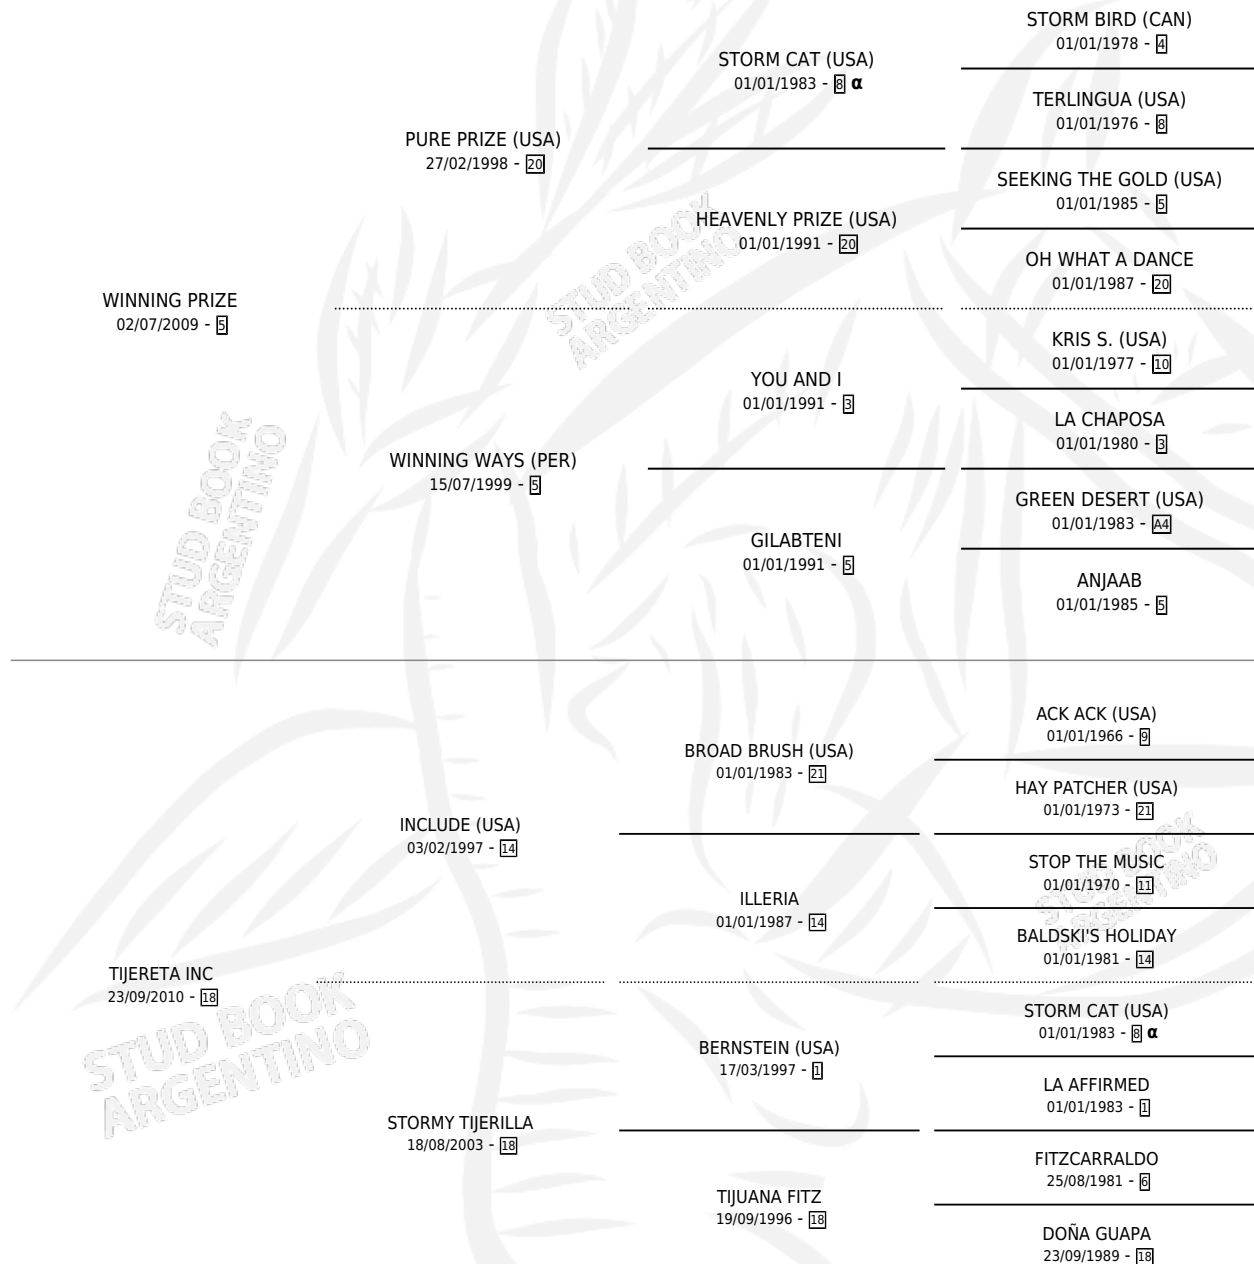 STORM BIRD (CAN)
01/01/1978 - 4
STORM CAT (USA)
01/01/1983 - 8 α
TERLINGUA (USA)
01/01/1976 - 8
PURE PRIZE (USA)
27/02/1998 - 20
SEEKING THE GOLD (USA)
01/01/1985 - 5
HEAVENLY PRIZE (USA)
01/01/1991 - 20
OH WHAT A DANCE
01/01/1987 - 20
WINNING PRIZE
02/07/2009 - 5
KRIS S. (USA)
01/01/1977 - 10
YOU AND I
01/01/1991 - 3
LA CHAPOSA
01/01/1980 - 3
WINNING WAYS (PER)
15/07/1999 - 5
GREEN DESERT (USA)
01/01/1983 - A4
GILABTENI
01/01/1991 - 5
ANJAAB
01/01/1985 - 5
ACK ACK (USA)
01/01/1966 - 9
BROAD BRUSH (USA)
01/01/1983 - 21
HAY PATCHER (USA)
01/01/1973 - 21
INCLUDE (USA)
03/02/1997 - 14
STOP THE MUSIC
01/01/1970 - 11
ILLERIA
01/01/1987 - 14
BALDSKI'S HOLIDAY
01/01/1981 - 14
TIJERETA INC
23/09/2010 - 18
STORM CAT (USA)
01/01/1983 - 8 α
BERNSTEIN (USA)
17/03/1997 - 1
LA AFFIRMED
01/01/1983 - 1
STORMY TIJERILLA
18/08/2003 - 18
FITZCARRALDO
25/08/1981 - 6
TIJUANA FITZ
19/09/1996 - 18
DOÑA GUAPA
23/09/1989 - 18
STUD BOOK
ARGENTINO
STUD BOOK
ARGENTINO
STUD BOOK
ARGENTINO
STUD BOOK
ARGENTINO